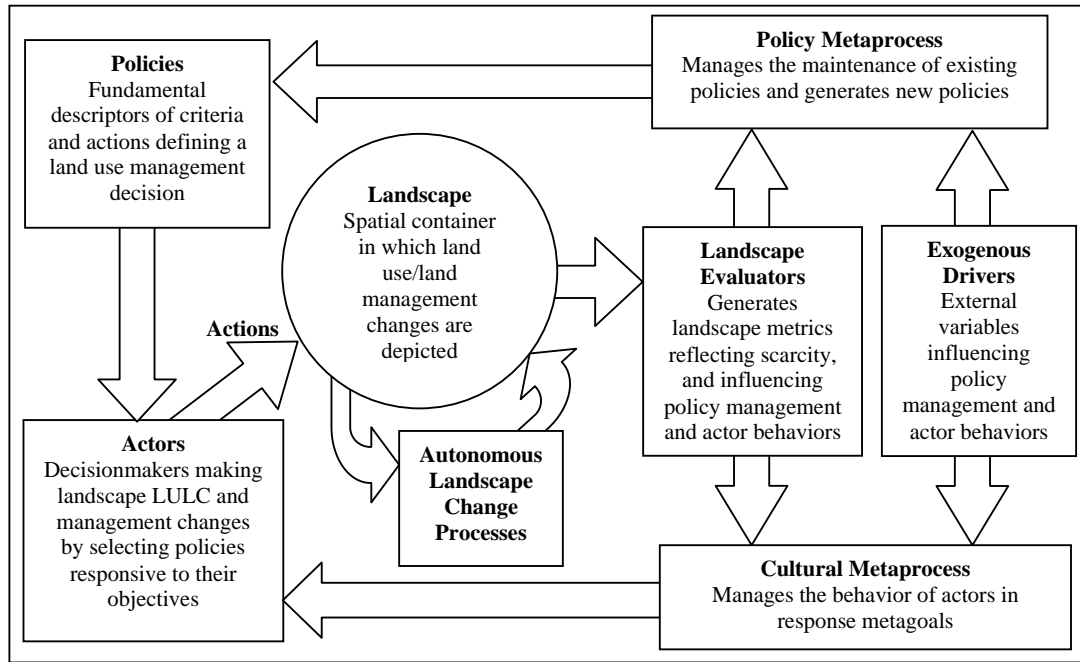 Policies
Fundamental
descriptors of criteria
and actions defining a
land use management
decision
Policy Metaprocess
Manages the maintenance of existing
policies and generates new policies
Landscape
Spatial container
in which land
use/land
management
changes are
depicted
Landscape
Evaluators
Generates
landscape metrics
reflecting scarcity,
and influencing
policy management
and actor behaviors
Exogenous
Drivers
External
variables
influencing
policy
management and
actor behaviors
Actions
Actors
Decisionmakers making
landscape LULC and
management changes
by selecting policies
responsive to their
objectives
Autonomous
Landscape
Change
Processes
Cultural Metaprocess
Manages the behavior of actors in
response metagoals